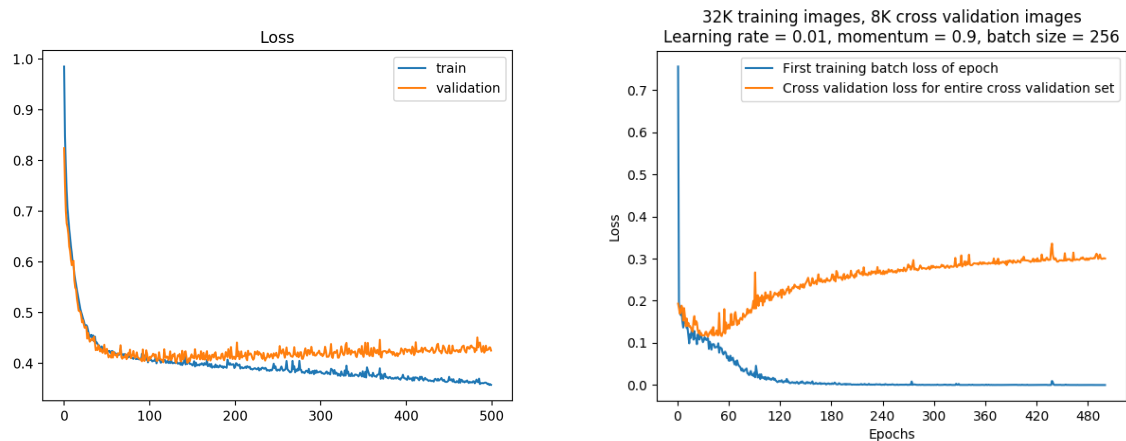 Loss
1.0
0.9
0.8
0.7
0.6
0.5
0.4
train
validation
0 100 200 300 400 500
32K training images, 8K cross validation images
Learning rate = 0.01, momentum = 0.9, batch size = 256
First training batch loss of epoch
Cross validation loss for entire cross validation set
0.7
0.6
0.5
0.4
0.3
0.2
0.1
0.0
Loss
0 60 120 180 240 300 360 420 480
Epochs